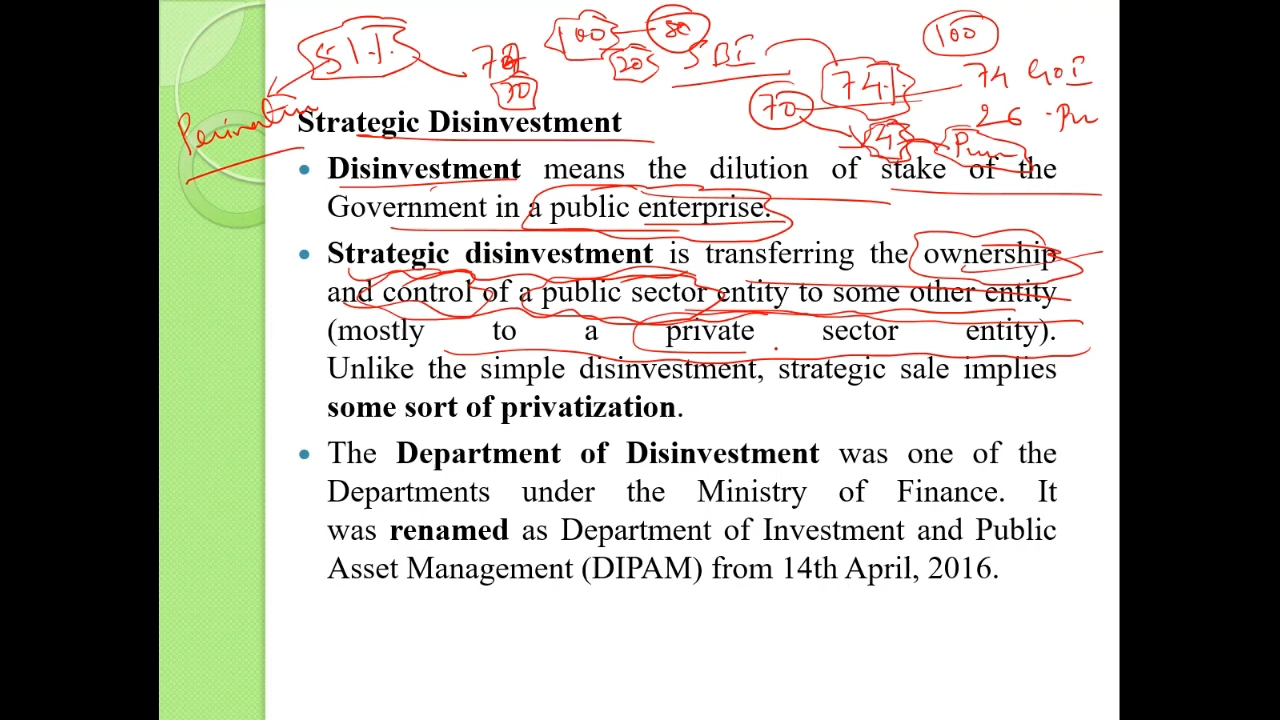 51.1.
100 80
20
SBI
100
74.1.
74 GOI
70
26
30
4
Strategic Disinvestment
Disinvestment means the dilution of stake of the
Government in a public enterprise.
Strategic disinvestment is transferring the ownership
and control of a public sector entity to some other entity
(mostly to a private sector entity).
Unlike the simple disinvestment, strategic sale implies
some sort of privatization.
The Department of Disinvestment was one of the
Departments under the Ministry of Finance. It
was renamed as Department of Investment and Public
Asset Management (DIPAM) from 14th April, 2016.